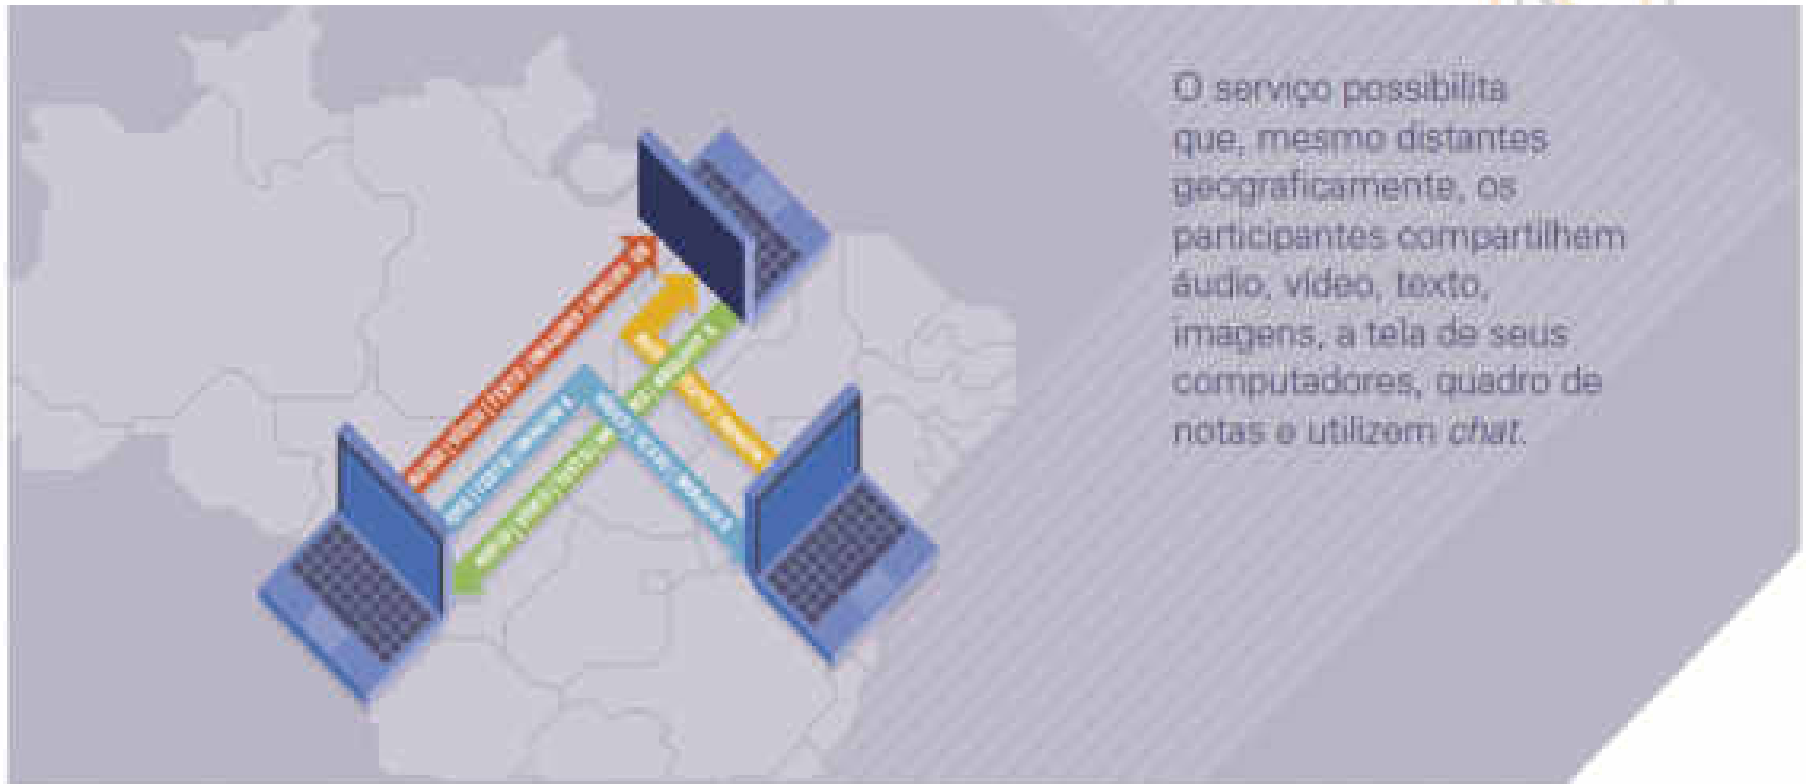 O serviço possibilita
que, mesmo distantes
geograficamente, os
participantes compartilhem
áudio, vídeo, texto,
imagens, a tela de seus
computadores, quadro de
notas e utilizem chat.